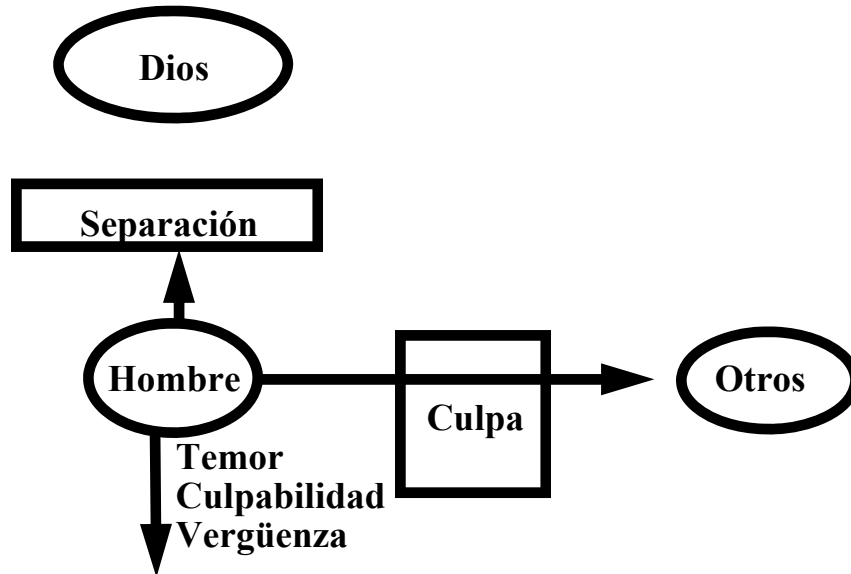 Dios
Separación
Hombre
Culpa
Otros
Temor
Culpabilidad
Vergüenza